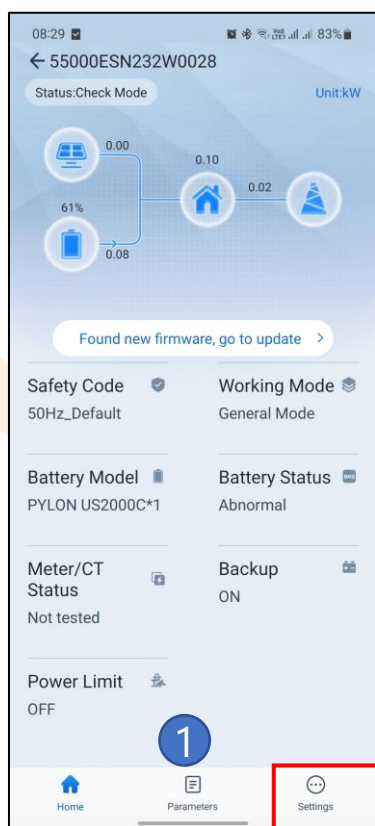 08:29 83%
55000ESN232W0028
Status:Check Mode Unit:kW
0.00
0.10
0.02
61%
0.08
Found new firmware, go to update
Safety Code Working Mode
50Hz_Default General Mode
Battery Model Battery Status
PYLON US2000C*1 Abnormal
Meter/CT Status Backup
Not tested ON
Power Limit
OFF
1
Home Parameters Settings